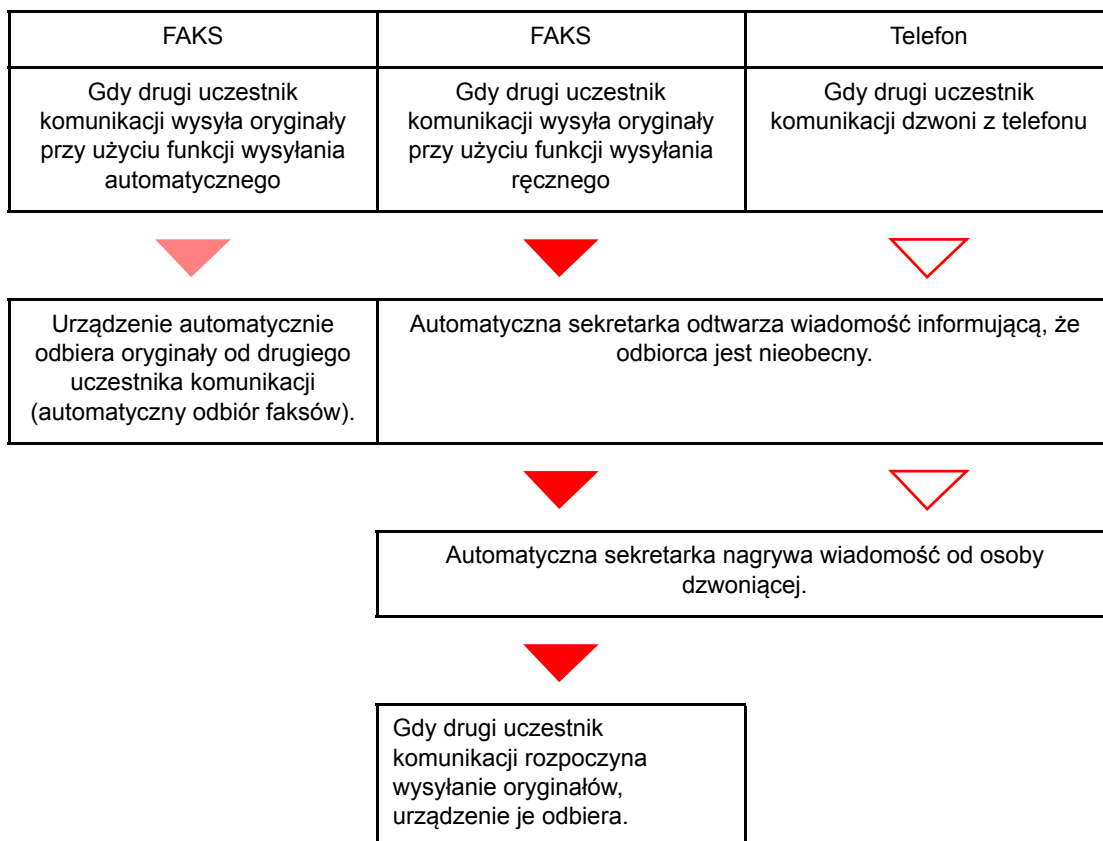 FAKS
FAKS
Telefon
Gdy drugi uczestnik
komunikacji wysyła oryginały
przy użyciu funkcji wysyłania
automatycznego
Gdy drugi uczestnik
komunikacji wysyła oryginały
przy użyciu funkcji wysyłania
ręcznego
Gdy drugi uczestnik
komunikacji dzwoni z telefonu
Urządzenie automatycznie
odbiera oryginały od drugiego
uczestnika komunikacji
(automatyczny odbiór faksów).
Automatyczna sekretarka odtwarza wiadomość informującą, że
odbiorca jest nieobecny.
Automatyczna sekretarka nagrywa wiadomość od osoby
dzwoniącej.
Gdy drugi uczestnik
komunikacji rozpoczyna
wysyłanie oryginałów,
urządzenie je odbiera.